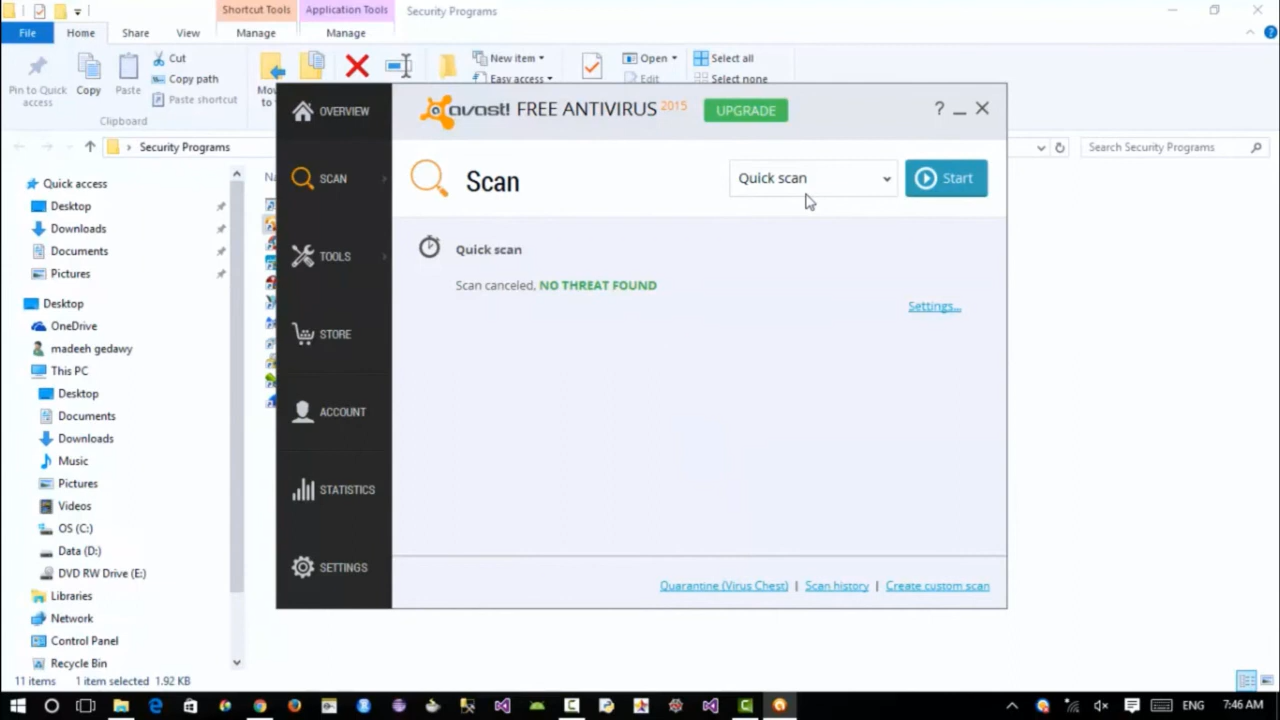 Shortcut Tools Application Tools Security Programs
File Home Share View Manage Manage
Pin to Quick access
Copy
Paste
Cut
Copy path
Paste shortcut
Clipboard
New item
Easy access
Open
Edit
Select all
Select none
Security Programs
Search Security Programs
Quick access
Desktop
Downloads
Documents
Pictures
Desktop
OneDrive
madeeh gedawy
This PC
Desktop
Documents
Downloads
Music
Pictures
Videos
OS (C:)
Data (D:)
DVD RW Drive (E:)
Libraries
Network
Control Panel
Recycle Bin
11 items 1 item selected 1.92 KB
OVERVIEW
SCAN
TOOLS
STORE
ACCOUNT
STATISTICS
SETTINGS
avast! FREE ANTIVIRUS 2015 UPGRADE ?
Scan
Quick scan
Start
Quick scan
Scan canceled, NO THREAT FOUND
Settings...
Quarantine (Virus Chest) | Scan history | Create custom scan
ENG 7:46 AM